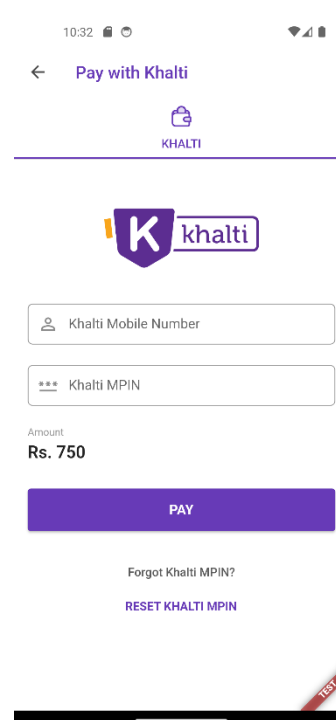 10:32
Pay with Khalti
KHALTI
K khalti
Khalti Mobile Number
*** Khalti MPIN
Amount
Rs. 750
PAY
Forgot Khalti MPIN?
RESET KHALTI MPIN
TEST